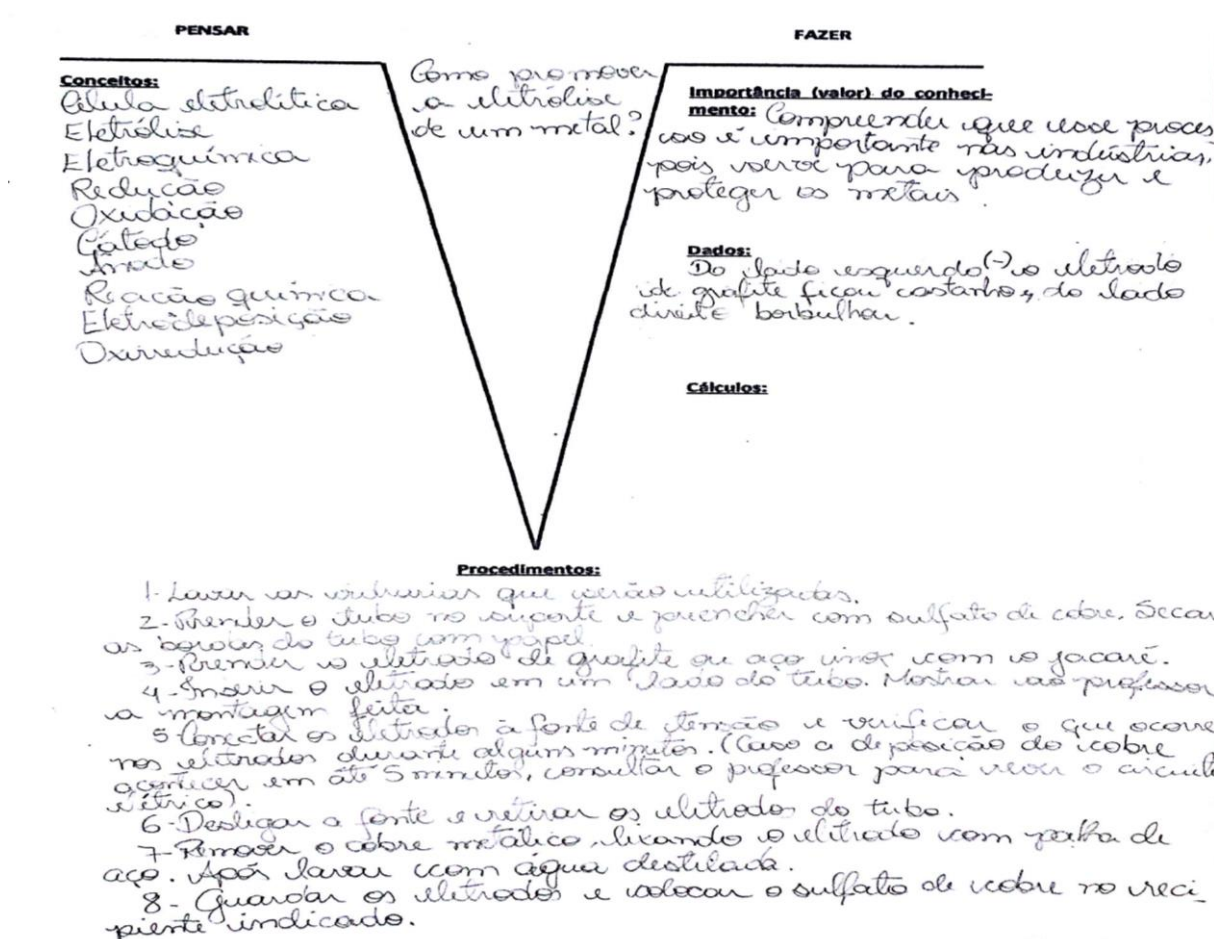 PENSAR
FAZER
Conceitos:
Célula eletrolítica
Eletrólise
Eletroquímica
Redução
Oxidação
Cátodo
Ânodo
Reação química
Eletrodeposição
Oxirredução
Como promover
a eletrólise
de um metal?
Importância (valor) do conheci-
mento: Compreender que esse proces
so é importante nas indústrias,
pois serve para produzir e
proteger os metais.
Dados:
Do lado esquerdo (-) o eletrodo
de grafite ficou castanho, do lado
direito borbulhou.
Cálculos:
Procedimentos:
1- Lavar as vidrarias que serão utilizadas.
2- Prender o tubo no suporte e preencher com sulfato de cobre. Secar
as bordas do tubo com papel.
3- Prender o eletrodo de grafite ou aço inox com o jacaré.
4- Inserir o eletrodo em um lado do tubo. Mostrar ao professor
a montagem feita.
5- Conectar os eletrodos à fonte de tensão e verificar o que ocorre
nos eletrodos durante alguns minutos. (Caso a deposição do cobre
acontecer em até 5 minutos, consultar o professor para rever o circuito
elétrico).
6- Desligar a fonte e retirar os eletrodos do tubo.
7- Remover o cobre metálico, lixando o eletrodo com palha de
aço. Após lavar com água destilada.
8- Guardar os eletrodos e colocar o sulfato de cobre no reci_
piente indicado.